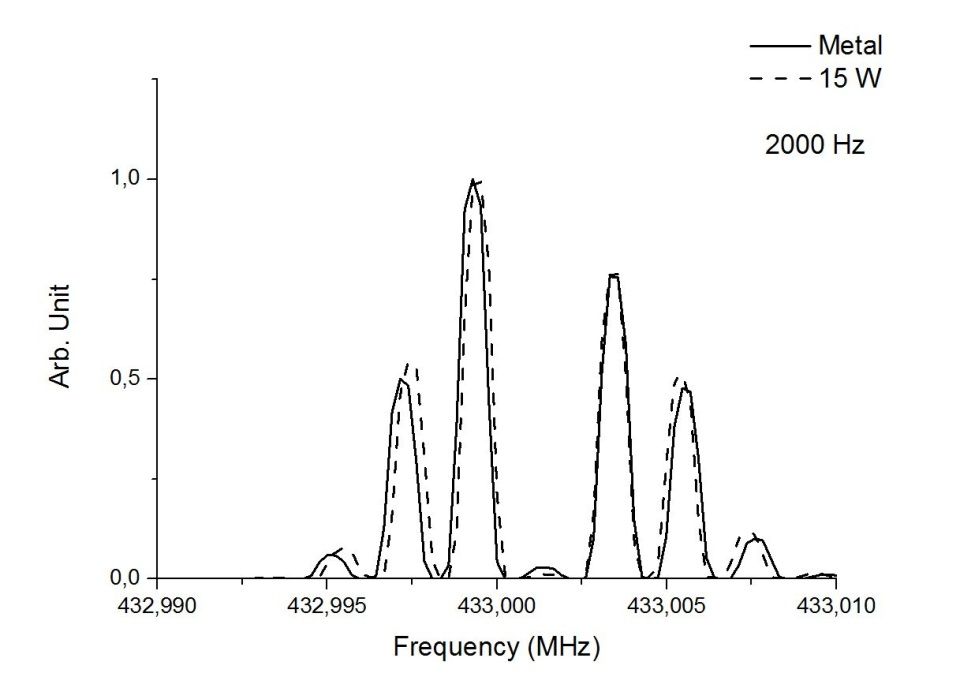 Metal
15 W
2000 Hz
1,0
0,5
0,0
Arb. Unit
432,990 432,995 433,000 433,005 433,010
Frequency (MHz)